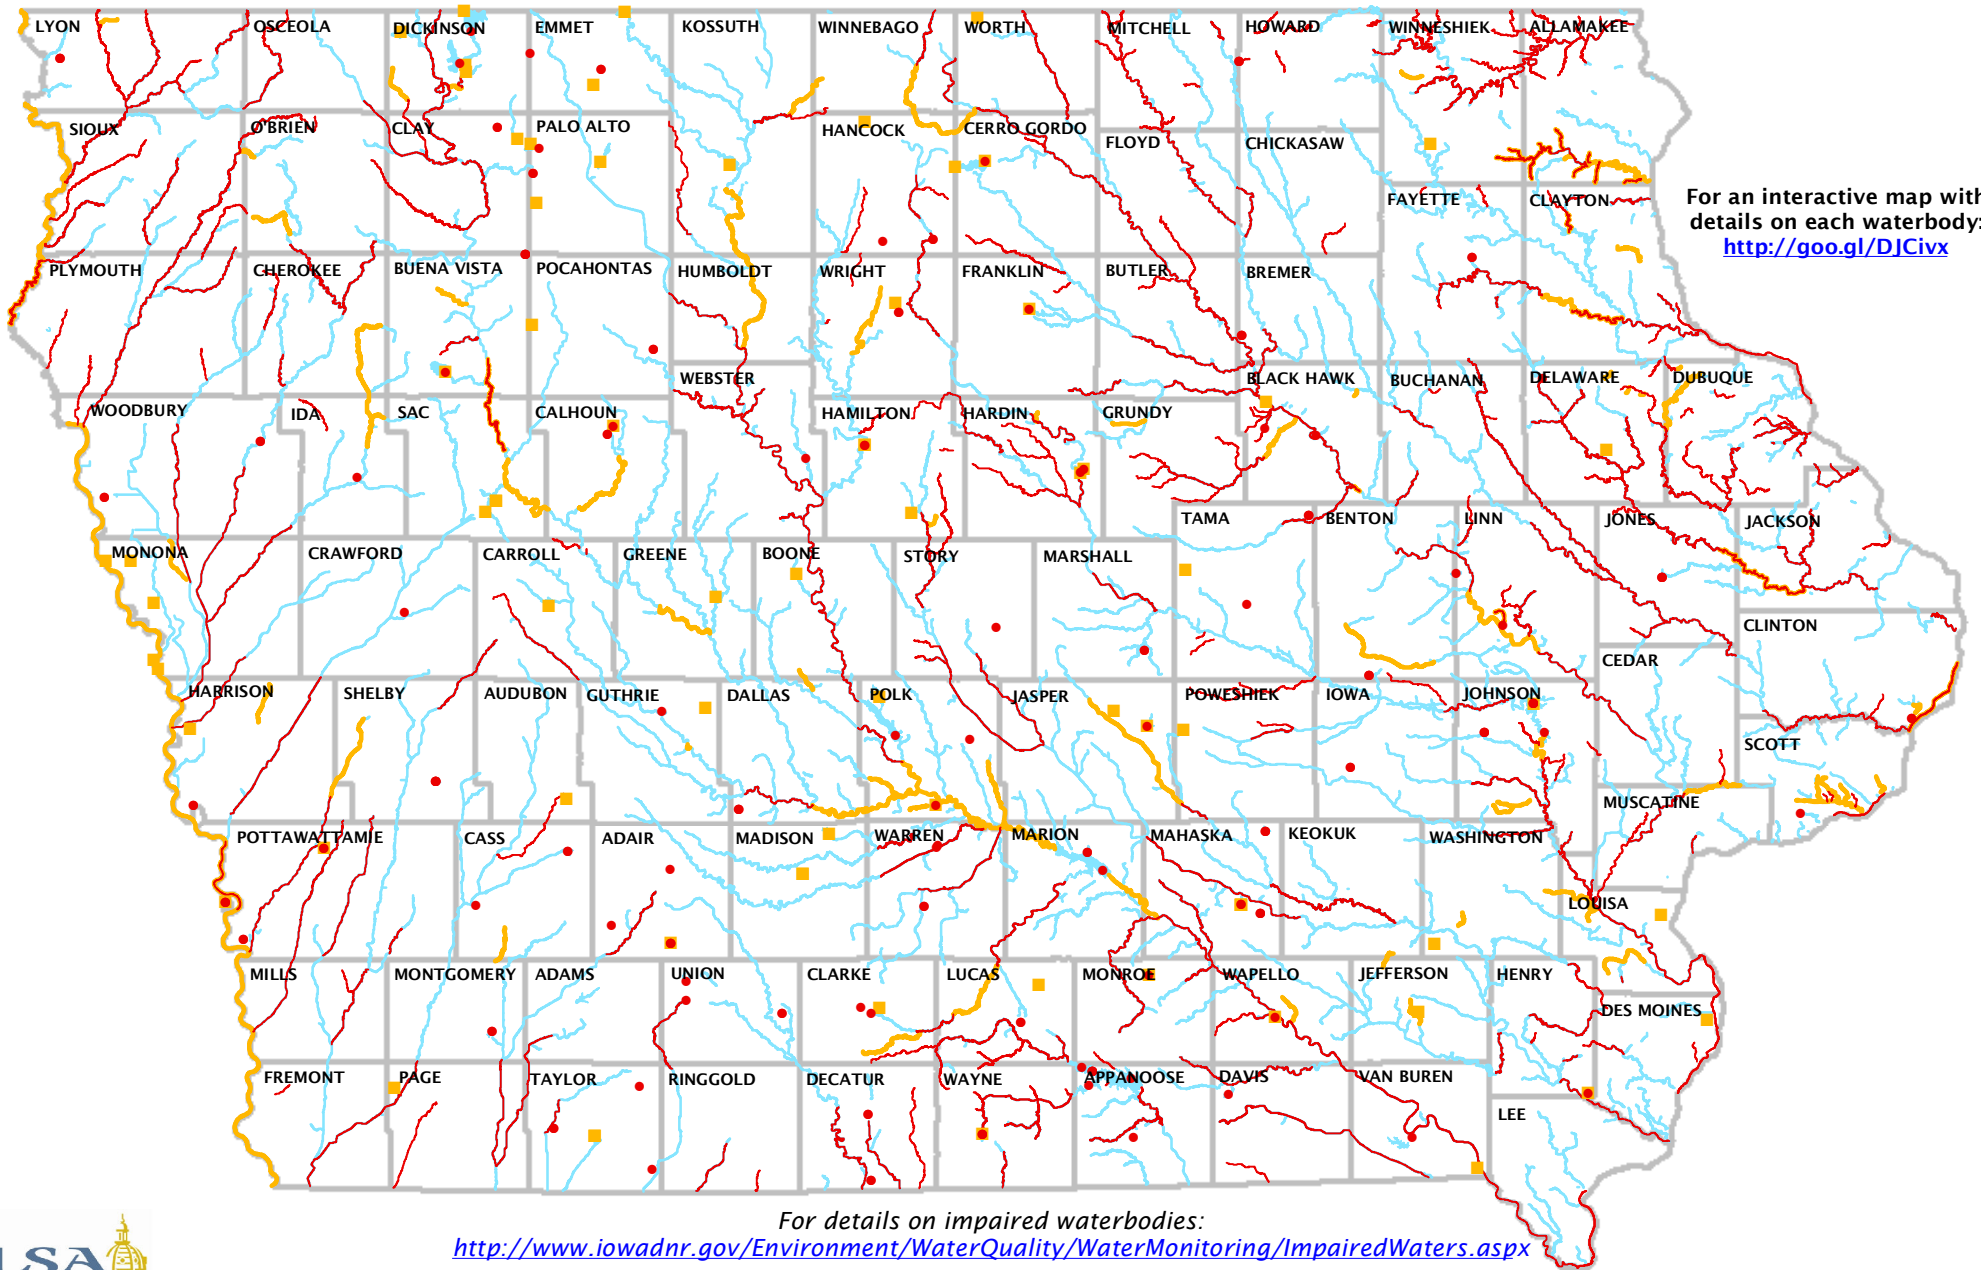 LYON OSCEOLA DICKINSON EMMET KOSSUTH WINNEBAGO WORTH MITCHELL HOWARD WINNESHIEK ALLAMAKEE
SIOUX O'BRIEN CLAY PALO ALTO HANCOCK CERRO GORDO FLOYD CHICKASAW
FAYETTE CLAYTON
For an interactive map with
details on each waterbody:
http://goo.gl/DJCivx
PLYMOUTH CHEROKEE BUENA VISTA POCAHONTAS HUMBOLDT WRIGHT FRANKLIN BUTLER BREMER
WEBSTER BLACK HAWK BUCHANAN DELAWARE DUBUQUE
WOODBURY IDA SAC CALHOUN HAMILTON HARDIN GRUNDY
TAMA BENTON LINN JONES JACKSON
MONONA CRAWFORD CARROLL GREENE BOONE STORY MARSHALL
CLINTON
CEDAR
HARRISON SHELBY AUDUBON GUTHRIE DALLAS POLK JASPER POWESHIEK IOWA JOHNSON
SCOTT
MUSCATINE
POTTAWATTAMIE CASS ADAIR MADISON WARREN MARION MAHASKA KEOKUK WASHINGTON
LOUISA
MILLS MONTGOMERY ADAMS UNION CLARKE LUCAS MONROE WAPELLO JEFFERSON HENRY
DES MOINES
FREMONT PAGE TAYLOR RINGGOLD DECATUR WAYNE APPANOOSE DAVIS VAN BUREN
LEE
For details on impaired waterbodies:
http://www.iowadnr.gov/Environment/WaterQuality/WaterMonitoring/ImpairedWaters.aspx
LSA